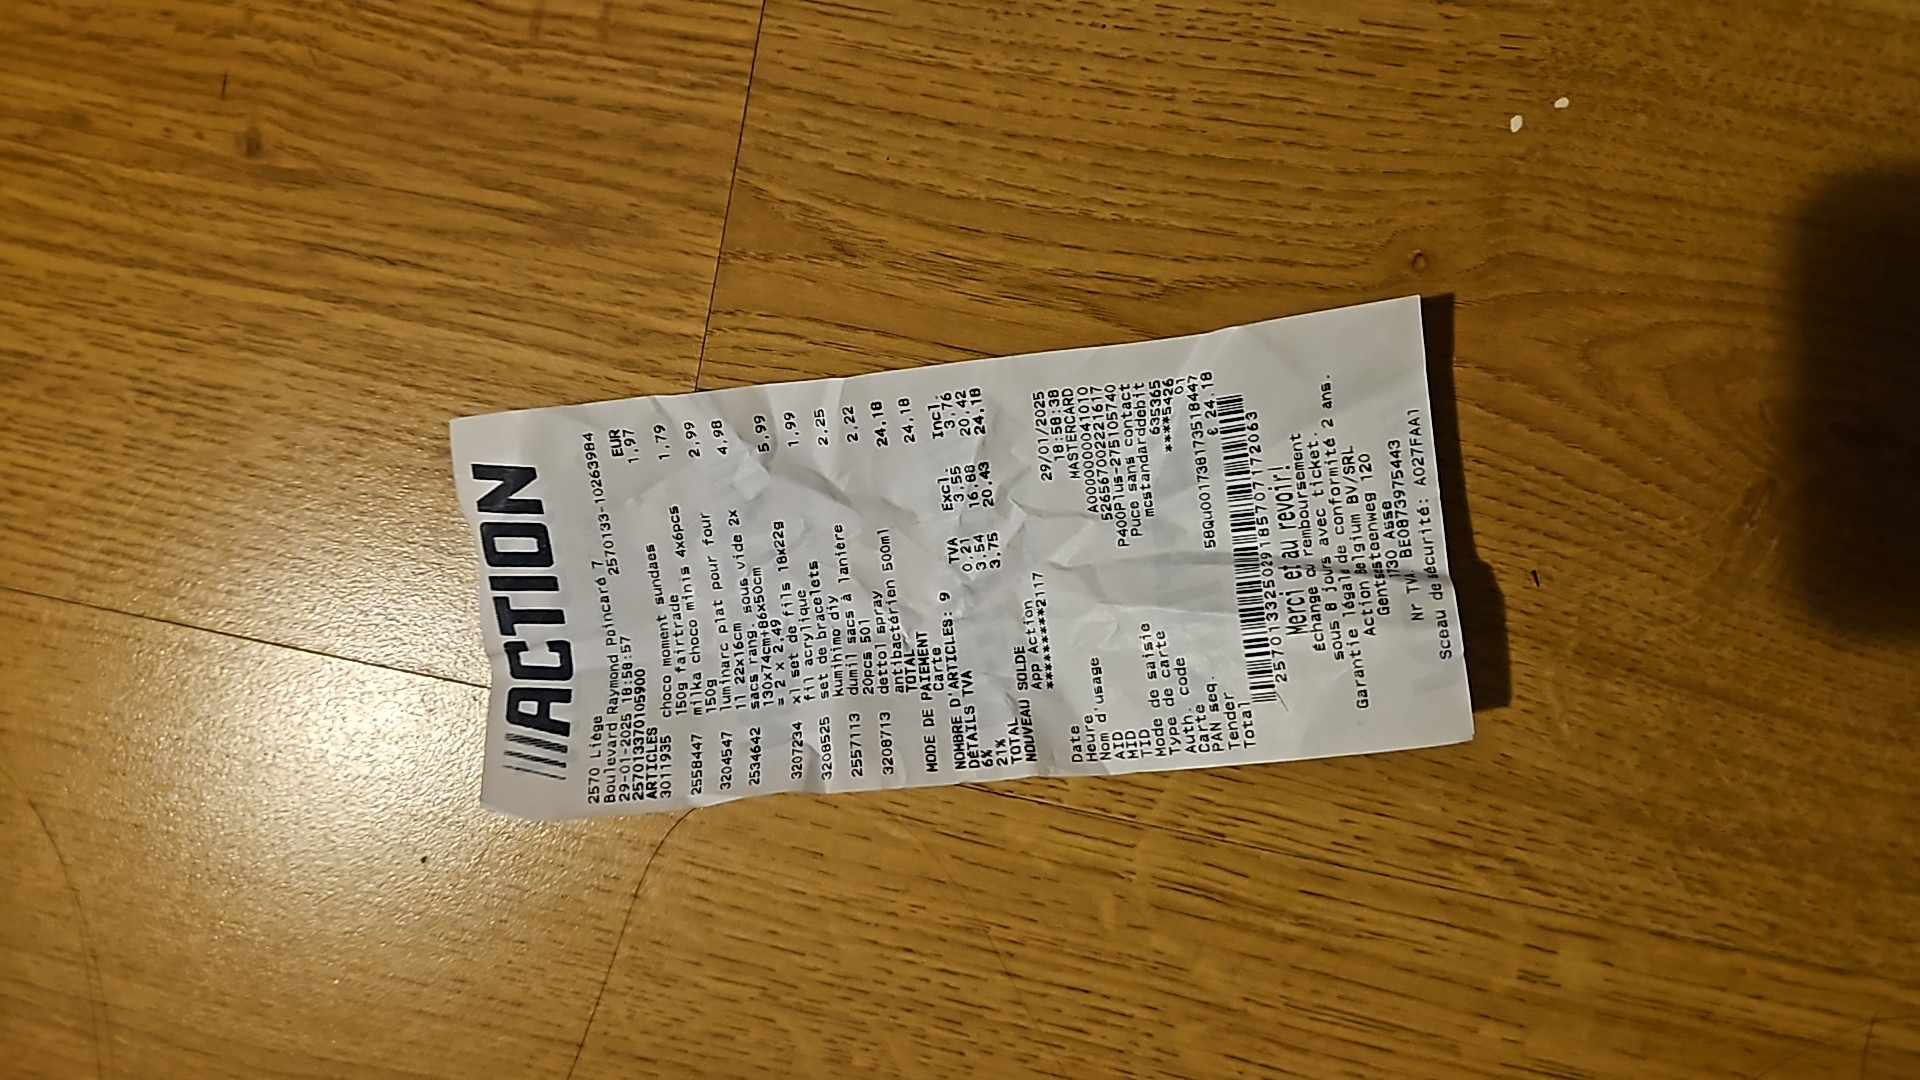 ACTION
2570 Liège
Boulevard Raymond Poincaré 7
29-01-2025 18:58:57 2570133-10263984
257013370105900
ARTICLES EUR
3011935 choco moment sundaes 1,97
150g fairtrade
2558447 milka choco minis 4x6pcs 1,79
150g
3204547 luminarc plat pour four 2,99
1l 22x16cm
2534642 sacs rang. sous vide 2x 4,98
130x74cm+86x50cm
= 2 x 2,49
3207234 xl set de fils 18x22g 5,99
fil acrylique
3208525 set de bracelets 1,99
kumihimo diy
2557113 dumil sacs à lanière 2,25
20pcs 50l
3208713 dettol spray 2,22
antibactérien 500ml
TOTAL 24,18
MODE DE PAIEMENT
Carte 24,18
NOMBRE D'ARTICLES: 9
DÉTAILS TVA TVA Excl. Incl.
6% 0,21 3,55 3,76
21% 3,54 16,88 20,42
TOTAL 3,75 20,43 24,18
NOUVEAU SOLDE
App Action
*********2117
Date 29/01/2025
Heure 18:58:38
Nom d'usage MASTERCARD
AID A0000000041010
MID 526567002221617
TID P400Plus-275105740
Mode de saisie Puce sans contact
Type de carte mcstandarddebit
Auth. code 635365
Carte ****5426
PAN seq. 01
Tender 58QU001738173518447
Total € 24,18
2570133250291857071172063
Merci et au revoir!
Échange ou remboursement
sous 8 jours avec ticket.
Garantie légale de conformité 2 ans.
Action Belgium BV/SRL
Gentsesteenweg 120
1730 Asse
Nr TVA BE0873975443
Sceau de sécurité: A027FAA1